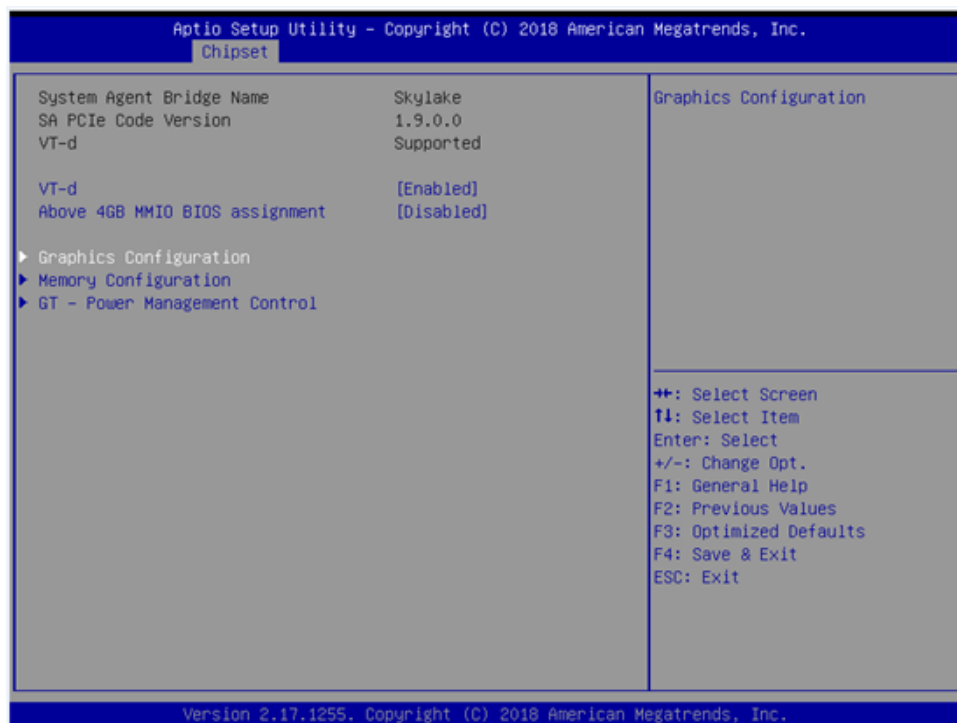 Aptio Setup Utility – Copyright (C) 2018 American Megatrends, Inc.
Chipset
System Agent Bridge Name Skylake
SA PCIe Code Version 1.9.0.0
VT-d Supported
VT-d [Enabled]
Above 4GB MMIO BIOS assignment [Disabled]
Graphics Configuration
Memory Configuration
GT – Power Management Control
Graphics Configuration
→←: Select Screen
↑↓: Select Item
Enter: Select
+/-: Change Opt.
F1: General Help
F2: Previous Values
F3: Optimized Defaults
F4: Save & Exit
ESC: Exit
Version 2.17.1255. Copyright (C) 2018 American Megatrends, Inc.